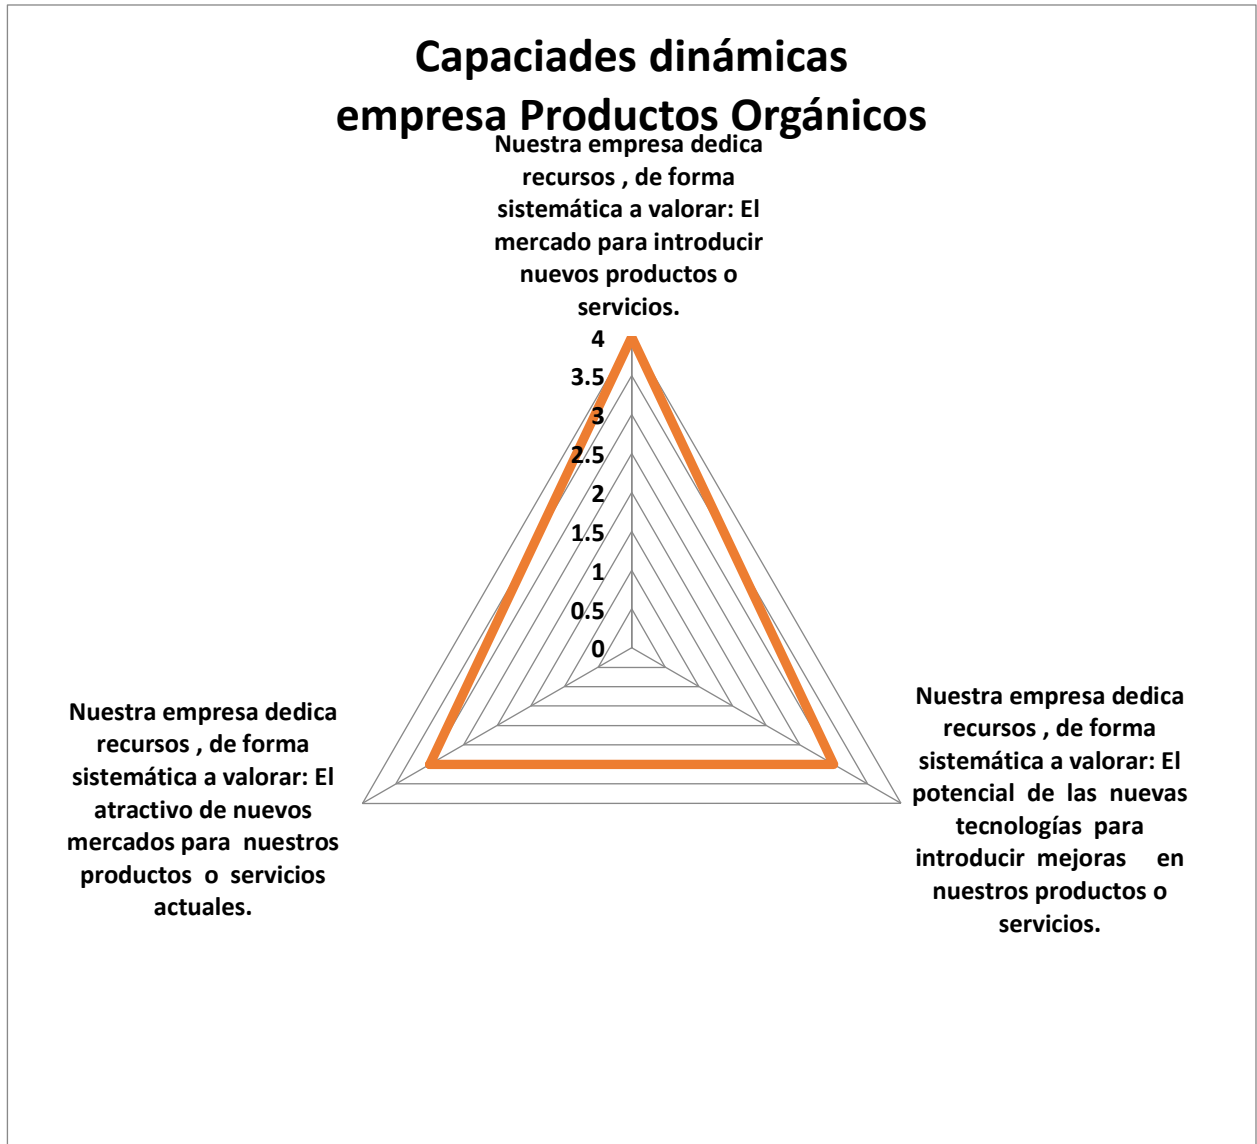 Capaciades dinámicas
empresa Productos Orgánicos
Nuestra empresa dedica
recursos , de forma
sistemática a valorar: El
mercado para introducir
nuevos productos o
servicios.
4
3.5
3
2.5
2
1.5
1
0.5
0
Nuestra empresa dedica
recursos , de forma
sistemática a valorar: El
potencial de las nuevas
tecnologías para
introducir mejoras en
nuestros productos o
servicios.
Nuestra empresa dedica
recursos , de forma
sistemática a valorar: El
atractivo de nuevos
mercados para nuestros
productos o servicios
actuales.